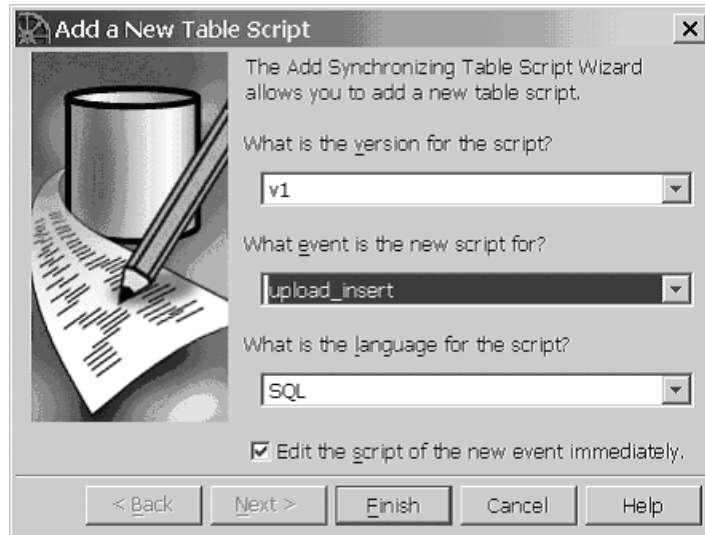 Add a New Table Script
The Add Synchronizing Table Script Wizard
allows you to add a new table script.
What is the version for the script?
v1
What event is the new script for?
upload_insert
What is the language for the script?
SQL
Edit the script of the new event immediately.
< Back Next > Finish Cancel Help